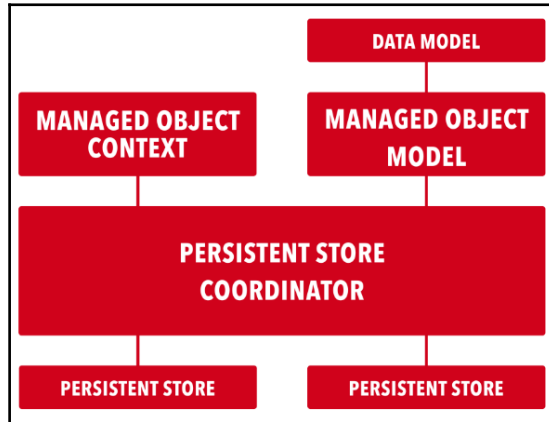 DATA MODEL
MANAGED OBJECT
CONTEXT
MANAGED OBJECT
MODEL
PERSISTENT STORE
COORDINATOR
PERSISTENT STORE
PERSISTENT STORE